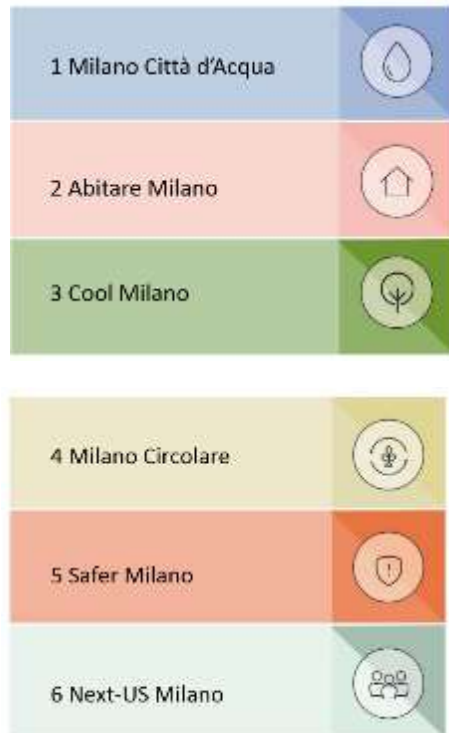 1 Milano Città d'Acqua
2 Abitare Milano
3 Cool Milano
4 Milano Circolare
5 Safer Milano
6 Next-US Milano